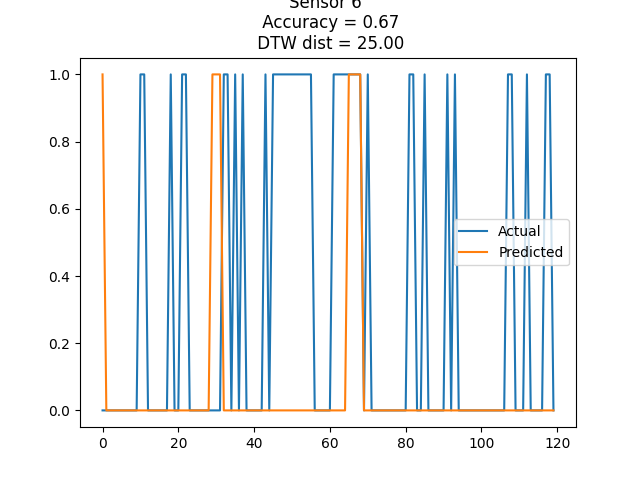 Sensor 6
Accuracy = 0.67
DTW dist = 25.00
1.0
0.8
0.6
0.4
0.2
0.0
Actual
Predicted
0 20 40 60 80 100 120